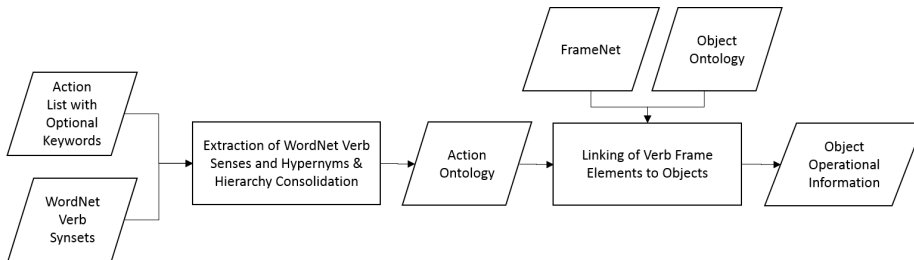 FrameNet
Object
Ontology
Action
List with
Optional
Keywords
Extraction of WordNet Verb
Senses and Hypernyms &
Hierarchy Consolidation
Action
Ontology
Linking of Verb Frame
Elements to Objects
Object
Operational
Information
WordNet
Verb
Synsets